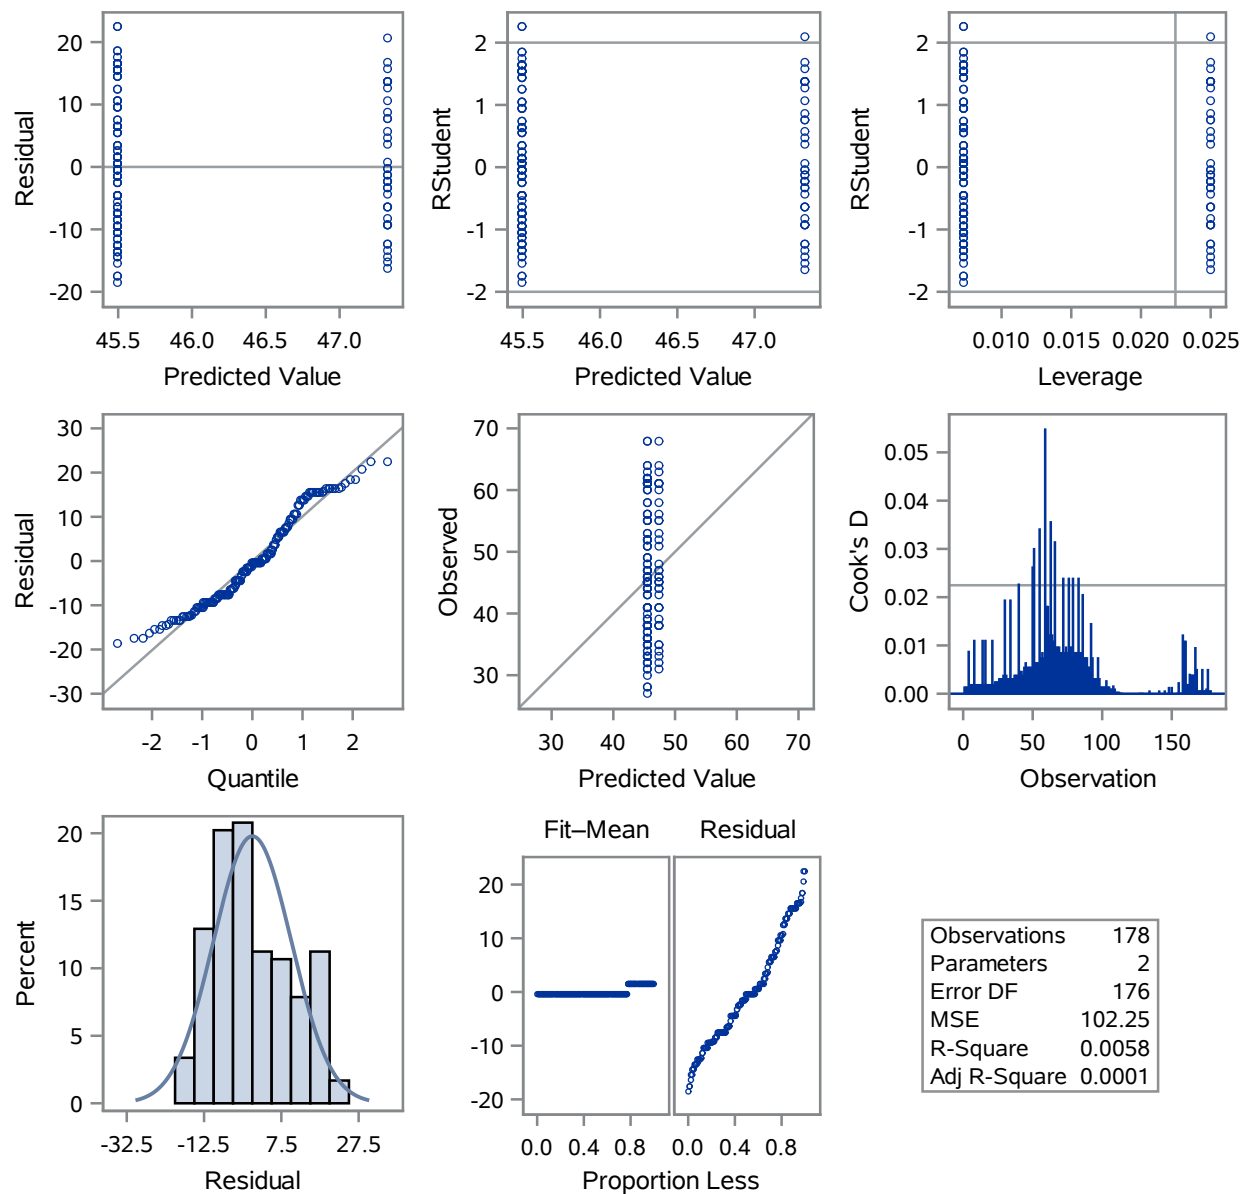 20
10
0
-10
-20
Residual
45.5 46.0 46.5 47.0
Predicted Value
2
1
0
-1
-2
RStudent
45.5 46.0 46.5 47.0
Predicted Value
2
1
0
-1
-2
RStudent
0.010 0.015 0.020 0.025
Leverage
30
20
10
0
-10
-20
-30
Residual
-2 -1 0 1 2
Quantile
70
60
50
40
30
Observed
30 40 50 60 70
Predicted Value
0.05
0.04
0.03
0.02
0.01
0.00
Cook's D
0 50 100 150
Observation
20
15
10
5
0
Percent
-32.5 -12.5 7.5 27.5
Residual
Fit–Mean Residual
20
10
0
-10
-20
0.0 0.4 0.8 0.0 0.4 0.8
Proportion Less
Observations 178
Parameters 2
Error DF 176
MSE 102.25
R-Square 0.0058
Adj R-Square 0.0001